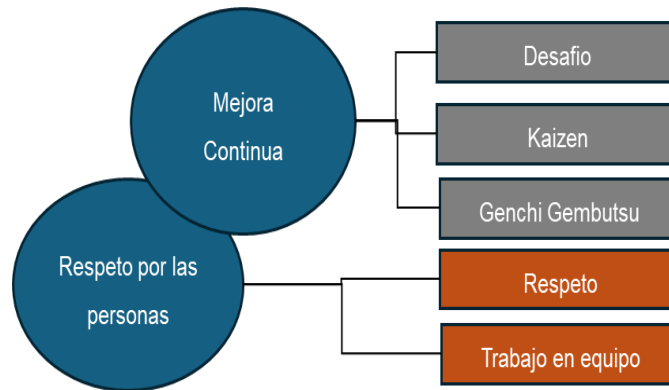 Mejora
Continua
Desafio
Kaizen
Genchi Gembutsu
Respeto por las
personas
Respeto
Trabajo en equipo